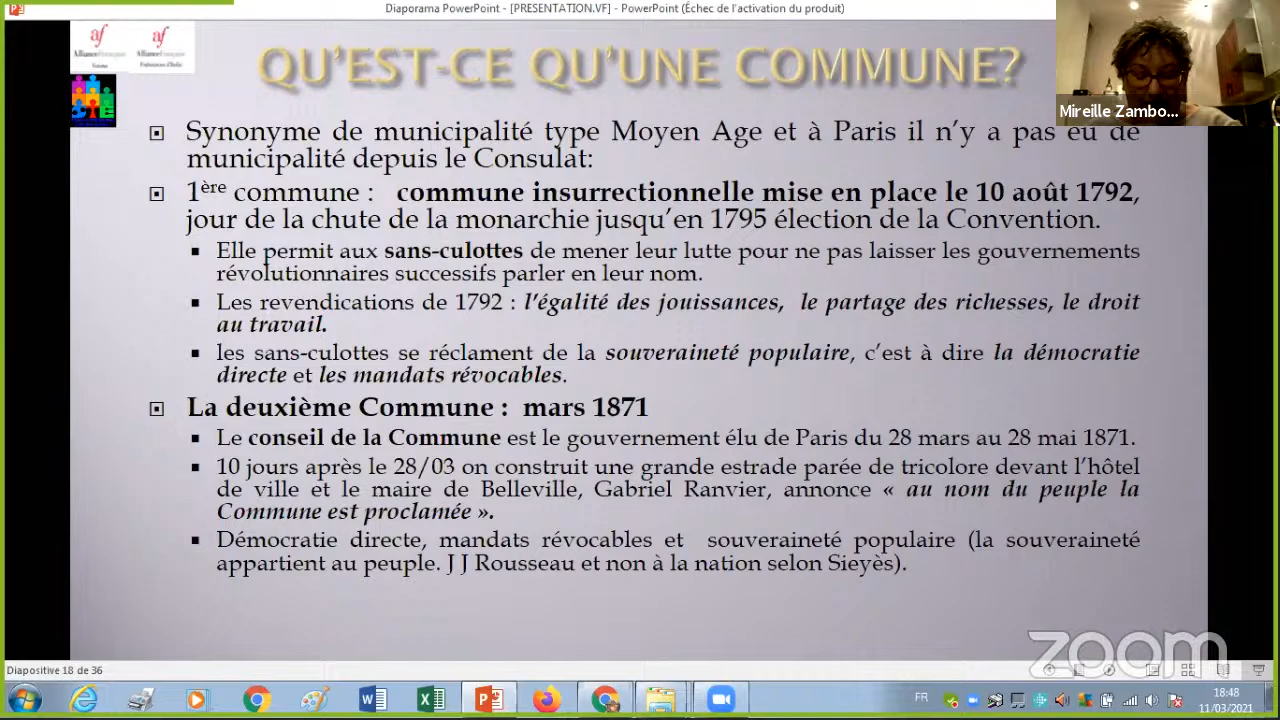 Diaporama PowerPoint - [PRESENTATION.VF] - PowerPoint (Échec de l'activation du produit)
af
af
AllianceFrançaise
AllianceFrançaise
QU'EST-CE QU'UNE COMMUNE?
Mireille Zambo...
Synonyme de municipalité type Moyen Age et à Paris il n'y a pas eu de
municipalité depuis le Consulat:
1ère commune : commune insurrectionnelle mise en place le 10 août 1792,
jour de la chute de la monarchie jusqu'en 1795 élection de la Convention.
Elle permit aux sans-culottes de mener leur lutte pour ne pas laisser les gouvernements
révolutionnaires successifs parler en leur nom.
Les revendications de 1792 : l'égalité des jouissances, le partage des richesses, le droit
au travail.
les sans-culottes se réclament de la souveraineté populaire, c'est à dire la démocratie
directe et les mandats révocables.
La deuxième Commune : mars 1871
Le conseil de la Commune est le gouvernement élu de Paris du 28 mars au 28 mai 1871.
10 jours après le 28/03 on construit une grande estrade parée de tricolore devant l'hôtel
de ville et le maire de Belleville, Gabriel Ranvier, annonce « au nom du peuple la
Commune est proclamée ».
Démocratie directe, mandats révocables et souveraineté populaire (la souveraineté
appartient au peuple. J J Rousseau et non à la nation selon Sieyès).
zoom
Diapositive 18 de 36
FR
18:48
11/03/2021